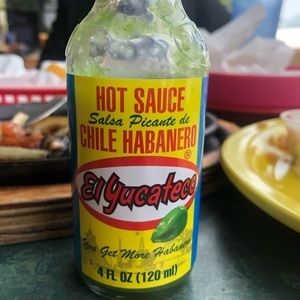 HOT SAUCE
Salsa Picante de
CHILE HABANERO
®
El Yucateco
You Get More Habanero
4 FL OZ (120 ml)